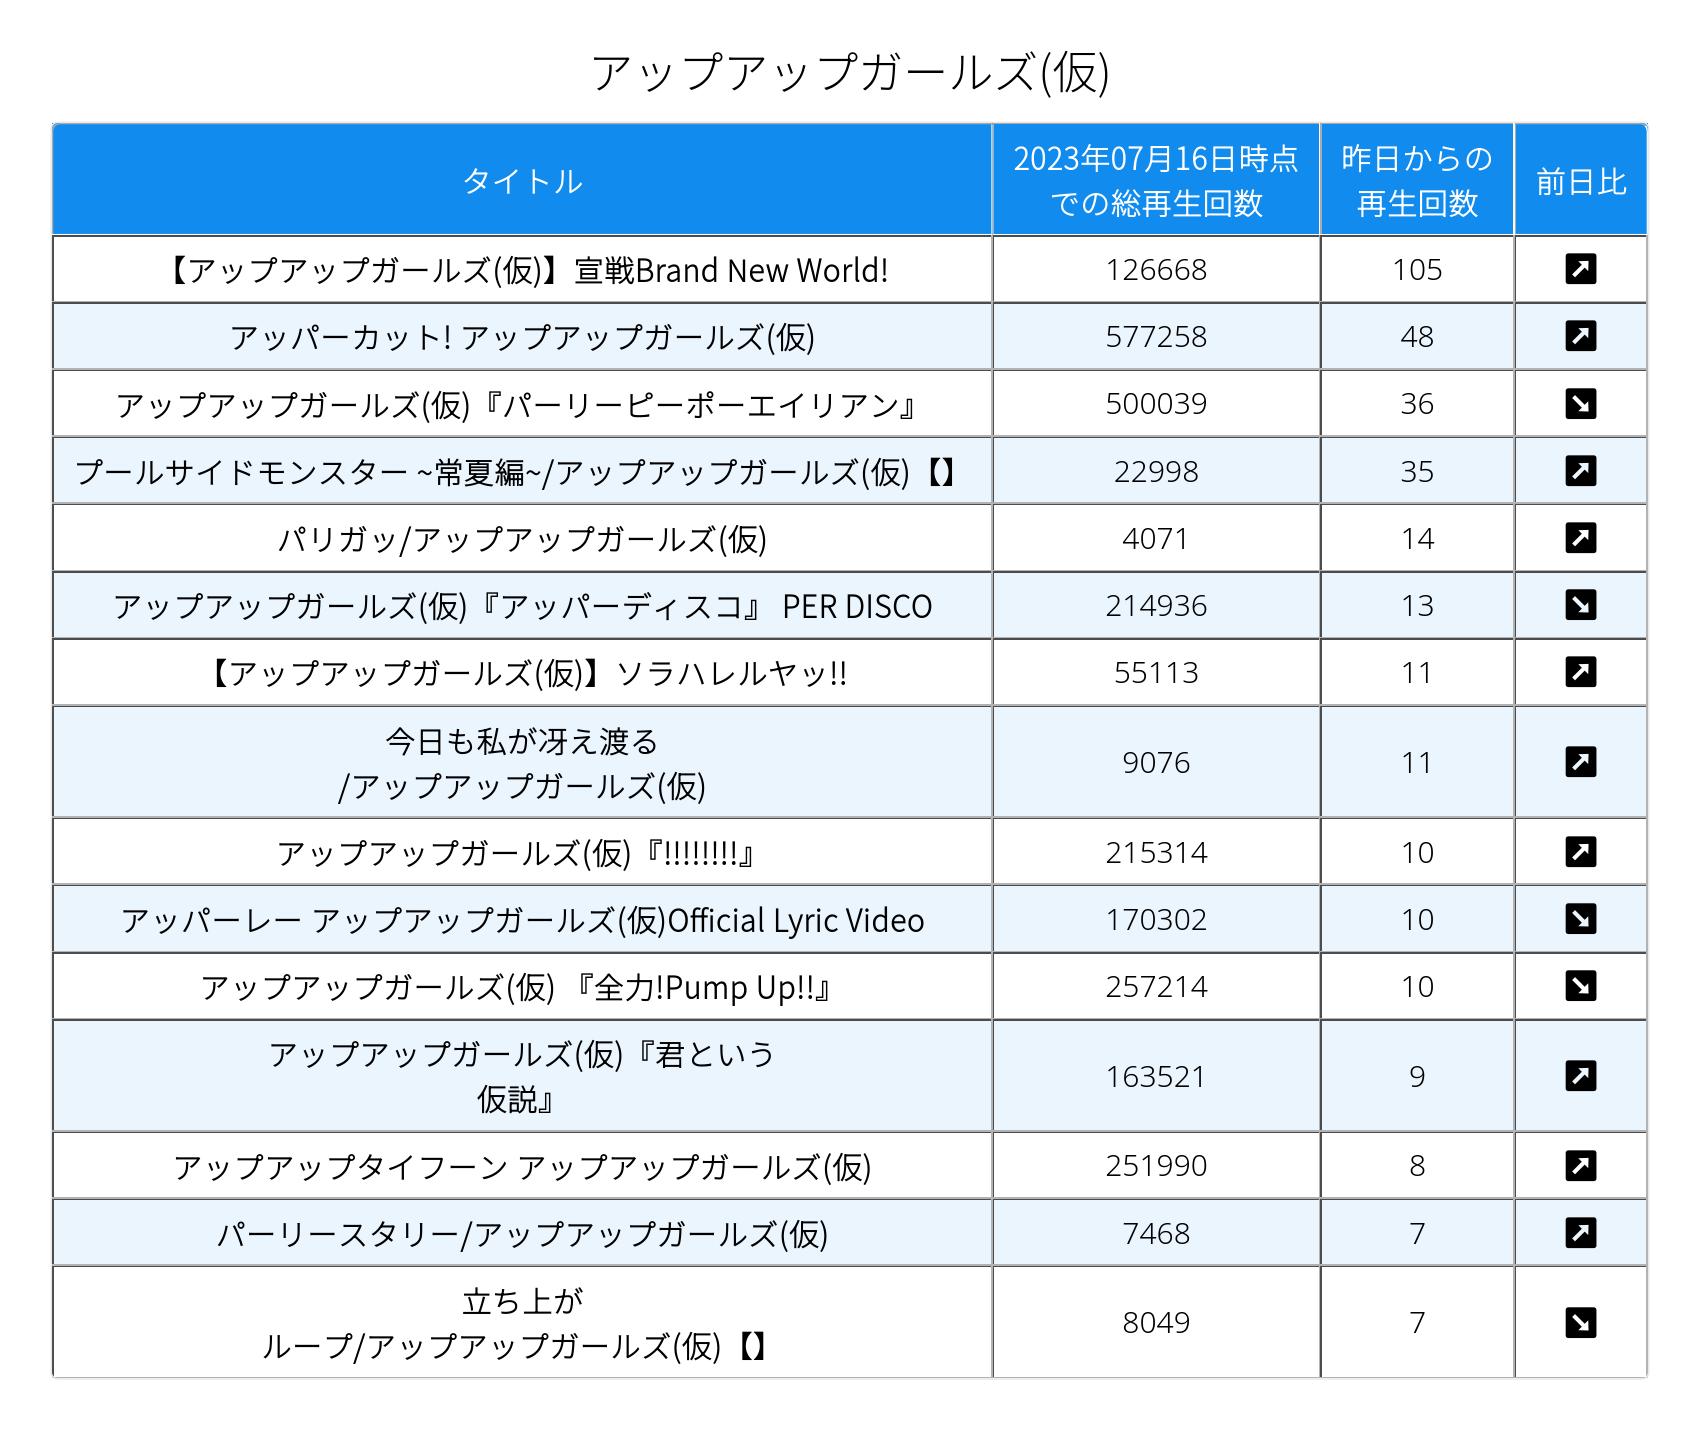 アップアップガールズ(仮)
タイトル
2023年07月16日時点
での総再生回数
昨日からの
再生回数
前日比
【アップアップガールズ(仮)】宣戦Brand New World!
126668
105
アッパーカット! アップアップガールズ(仮)
577258
48
アップアップガールズ(仮)『パーリーピーポーエイリアン』
500039
36
プールサイドモンスター ~常夏編~/アップアップガールズ(仮)【】
22998
35
パリガッ/アップアップガールズ(仮)
4071
14
アップアップガールズ(仮)『アッパーディスコ』 PER DISCO
214936
13
【アップアップガールズ(仮)】ソラハレルヤッ!!
55113
11
今日も私が冴え渡る
/アップアップガールズ(仮)
9076
11
アップアップガールズ(仮)『!!!!!!!!』
215314
10
アッパーレー アップアップガールズ(仮)Official Lyric Video
170302
10
アップアップガールズ(仮) 『全力!Pump Up!!』
257214
10
アップアップガールズ(仮)『君という
仮説』
163521
9
アップアップタイフーン アップアップガールズ(仮)
251990
8
パーリースタリー/アップアップガールズ(仮)
7468
7
立ち上が
ループ/アップアップガールズ(仮)【】
8049
7